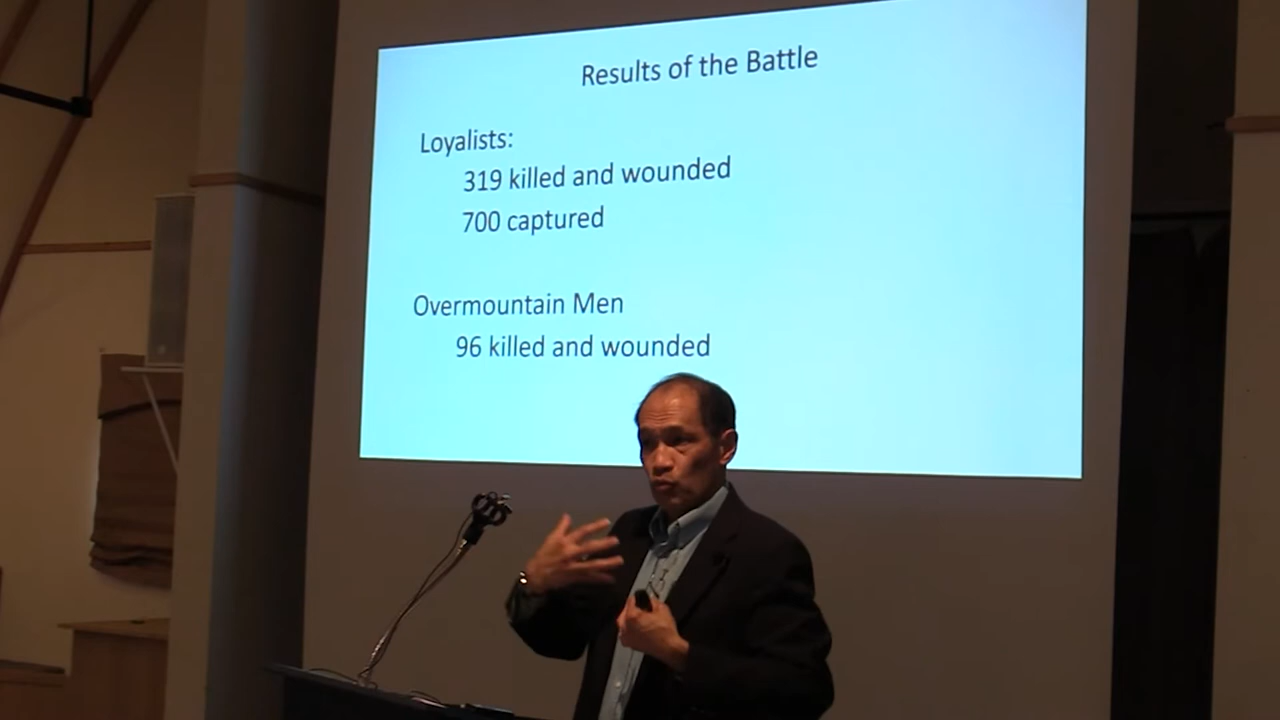 Results of the Battle
Loyalists:
319 killed and wounded
700 captured
Overmountain Men
96 killed and wounded